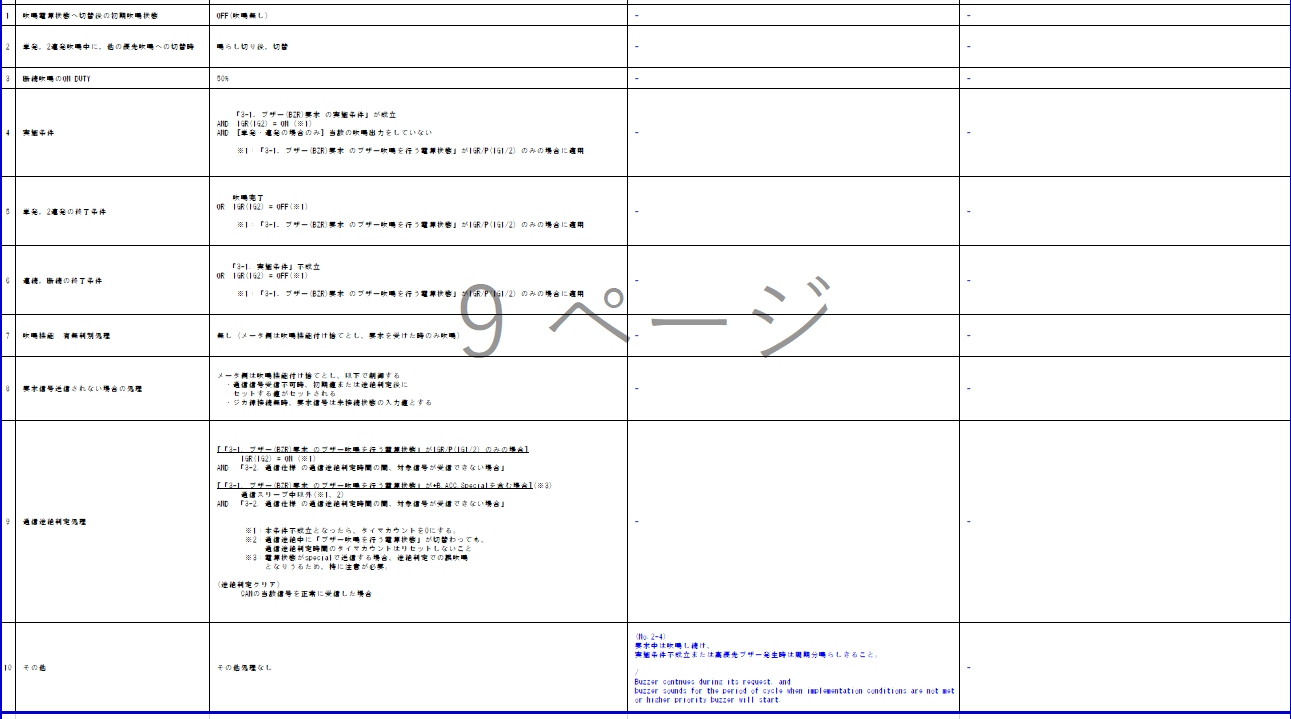 1 吹鳴電源状態へ切替後の初期吹鳴状態 OFF(吹鳴無し) - -
2 単発，2連発吹鳴中に，他の優先吹鳴への切替時 鳴らし切り後，切替 - -
3 断続吹鳴のON DUTY 50% - -
4 実施条件 - -
『3-1. ブザー(BZR)要求 の実施条件』が成立
AND IGR(IG2) = ON (※1)
AND [単発・連発の場合のみ] 当該の吹鳴出力をしていない
※1：『3-1. ブザー(BZR)要求 のブザー吹鳴を行う電源状態』がIGR/P(IG1/2) のみの場合に適用
5 単発，2連発の終了条件 - -
吹鳴完了
OR IGR(IG2) = OFF(※1)
※1：『3-1. ブザー(BZR)要求 のブザー吹鳴を行う電源状態』がIGR/P(IG1/2) のみの場合に適用
6 連続，断続の終了条件 - -
『3-1. 実施条件』不成立
OR IGR(IG2) = OFF(※1)
※1：『3-1. ブザー(BZR)要求 のブザー吹鳴を行う電源状態』がIGR/P(IG1/2) のみの場合に適用
9 ページ
7 吹鳴性能 有無判別処理 無し (メータ側は吹鳴性能付け捨てとし、要求を受けた時のみ吹鳴) - -
8 要求信号送信されない場合の処理 - -
メータ側は吹鳴性能付け捨てとし、以下で制御する
・通信信号受信不可時、初期値または途絶判定後に
セットする値がセットされる
・ジカ線接続無時、要求信号は未接続状態の入力値とする
9 通信途絶判定処理 - -
[『3-1. ブザー(BZR)要求 のブザー吹鳴を行う電源状態』がIGR/P(IG1/2) のみの場合]
IGR(IG2) = ON (※1)
AND 『3-2. 通信仕様 の通信途絶判定時間の間、対象信号が受信できない場合』
[『3-1. ブザー(BZR)要求 のブザー吹鳴を行う電源状態』が+B,ACC,Specialを含む場合](※3)
通信スリープ中以外(※1，2)
AND 『3-2. 通信仕様 の通信途絶判定時間の間、対象信号が受信できない場合』
※1：本条件不成立となったら、タイマカウントを0にする。
※2：通信途絶中に『ブザー吹鳴を行う電源状態』が切替わっても、
通信途絶判定時間のタイマカウントはリセットしないこと
※3：電源状態がspecialで送信する場合、途絶判定での誤吹鳴
となりうるため、特に注意が必要。
(途絶判定クリア)
CANの当該信号を正常に受信した場合
10 その他 その他処理なし -
(No.2-4)
要求中は吹鳴し続け、
実施条件不成立または高優先ブザー発生時は周期分鳴らしきること。
/
Buzzer contnues during its request, and
buzzer sounds for the period of cycle when implementation conditions are not met
or higher priority buzzer will start.